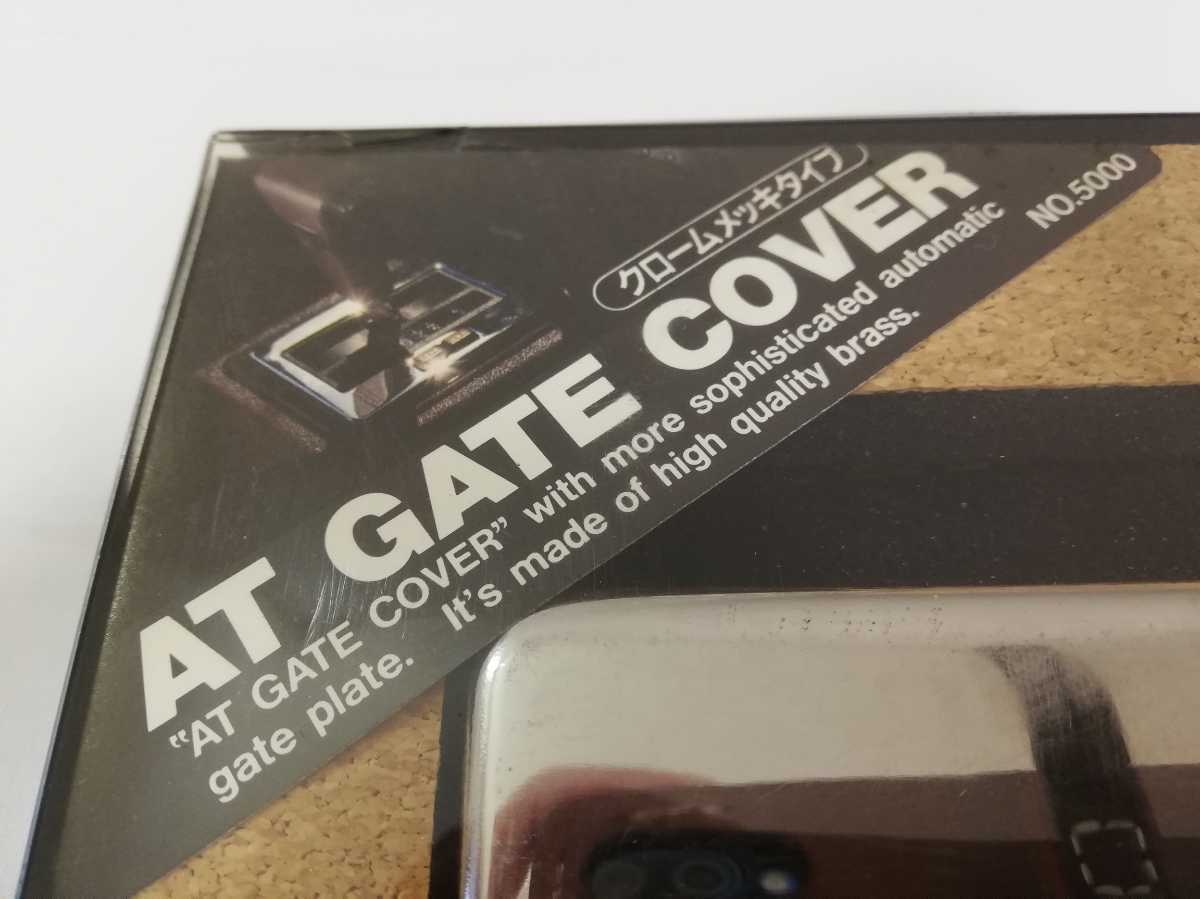 クロームメッキタイプ
AT GATE COVER
NO.5000
"AT GATE COVER" with more sophisticated automatic
gate plate. It's made of high quality brass.